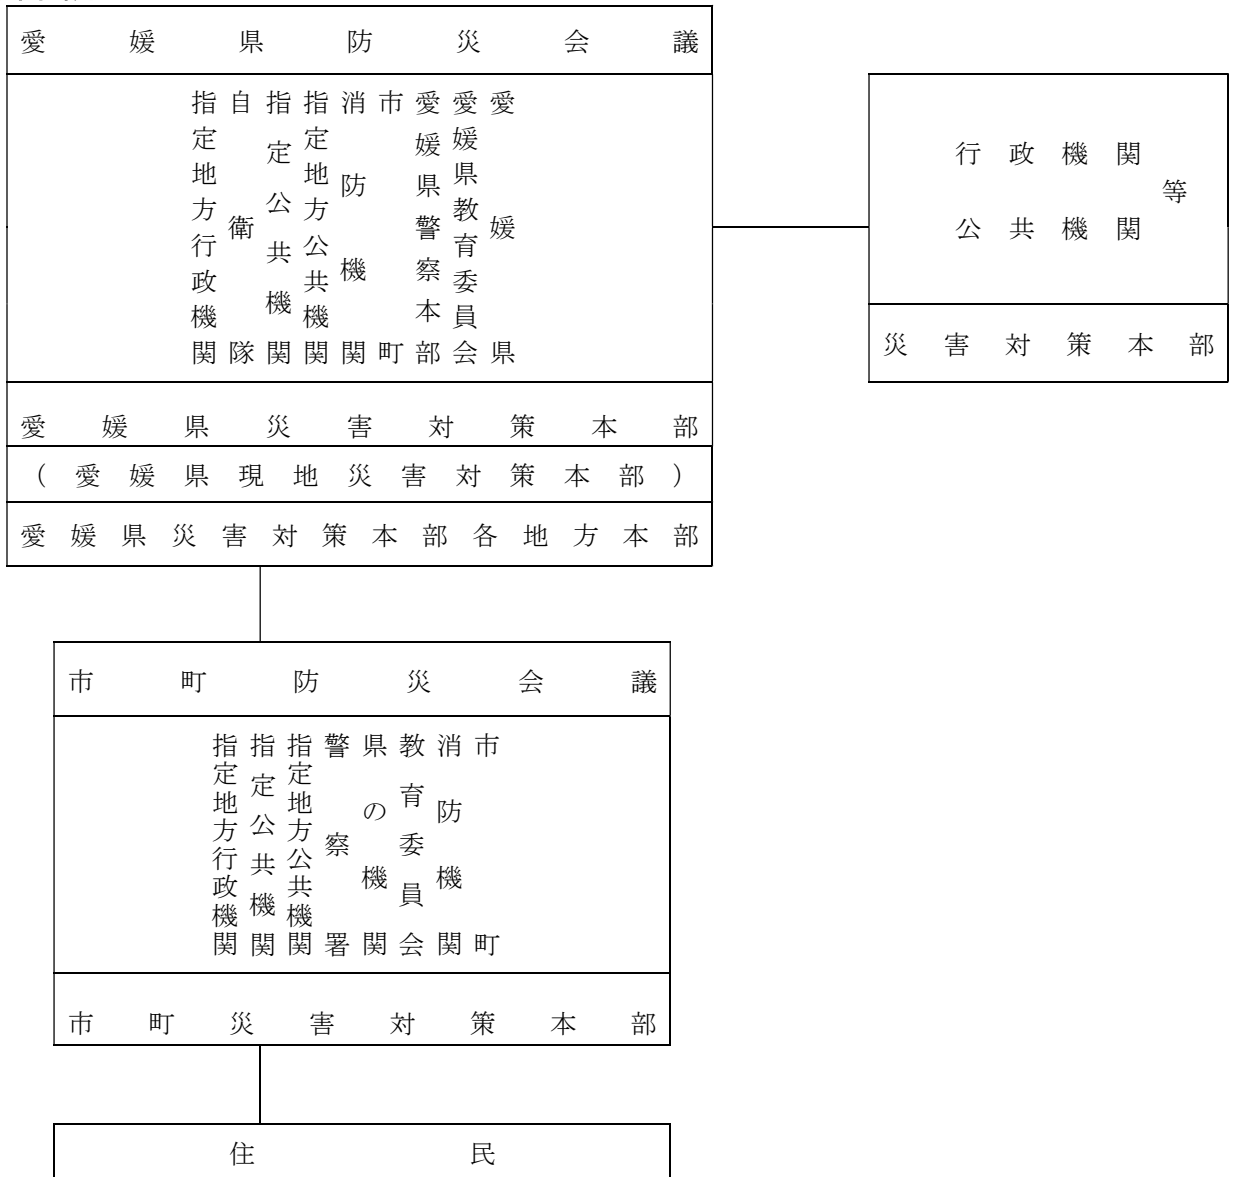 愛媛県防災会議
愛媛県
愛媛県教育委員会
愛媛県警察本部
市町
消防機関
指定地方公共機関
指定公共機関
自衛隊
指定地方行政機関
愛媛県災害対策本部
(愛媛県現地災害対策本部)
愛媛県災害対策本部各地方本部
行政機関
等
公共機関
災害対策本部
市町防災会議
市町
消防機関
教育委員会
県の機関
警察署
指定地方公共機関
指定公共機関
指定地方行政機関
市町災害対策本部
住民